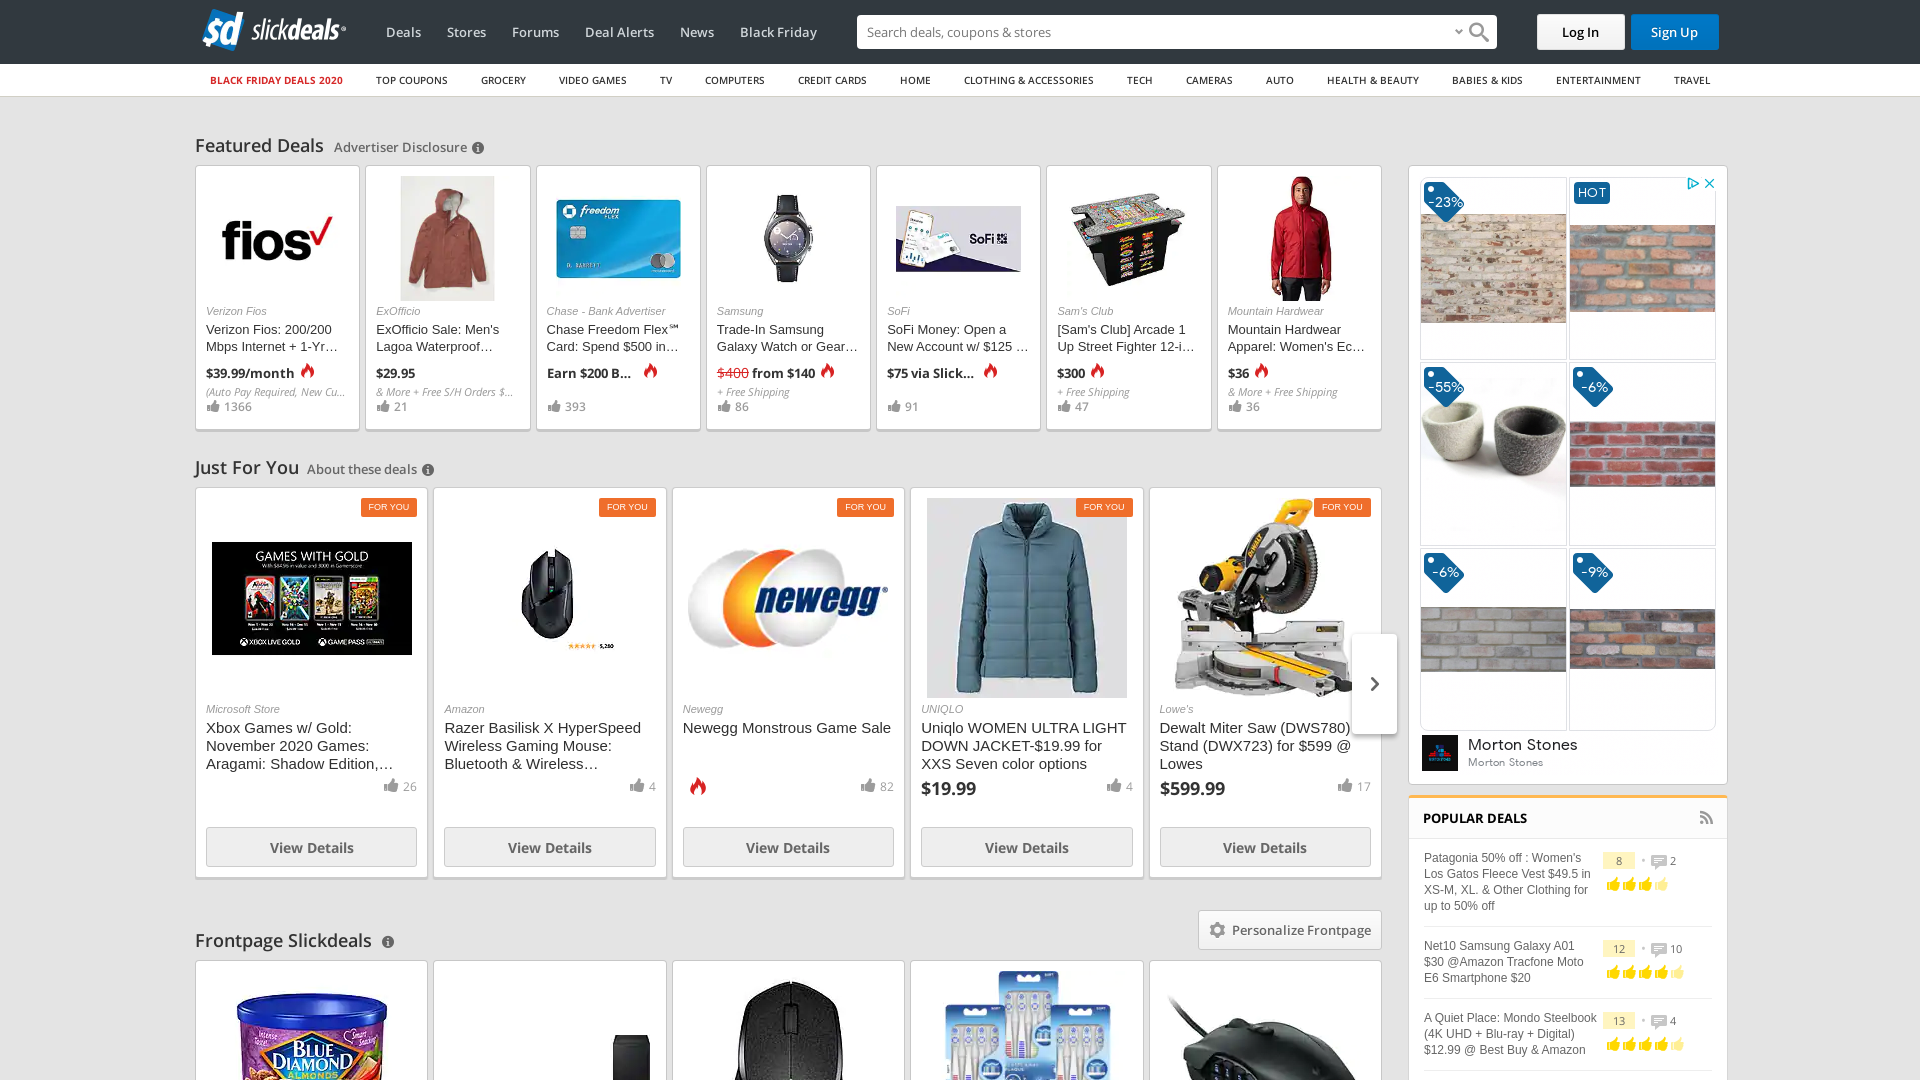 sd slickdeals
Deals Stores Forums Deal Alerts News Black Friday
Search deals, coupons & stores
Log In Sign Up
BLACK FRIDAY DEALS 2020 TOP COUPONS GROCERY VIDEO GAMES TV COMPUTERS CREDIT CARDS HOME CLOTHING & ACCESSORIES TECH CAMERAS AUTO HEALTH & BEAUTY BABIES & KIDS ENTERTAINMENT TRAVEL
Featured Deals Advertiser Disclosure
fios
Verizon Fios
Verizon Fios: 200/200
Mbps Internet + 1-Yr…
$39.99/month
(Auto Pay Required, New Cu...
1366
ExOfficio
ExOfficio Sale: Men's
Lagoa Waterproof…
$29.95
& More + Free S/H Orders $...
21
freedom
FLEX
Chase - Bank Advertiser
Chase Freedom Flex℠
Card: Spend $500 in…
Earn $200 B...
393
Samsung
Trade-In Samsung
Galaxy Watch or Gear…
$400 from $140
+ Free Shipping
86
SoFi
SoFi
SoFi Money: Open a
New Account w/ $125 …
$75 via Slick...
91
Sam's Club
[Sam's Club] Arcade 1
Up Street Fighter 12-i…
$300
+ Free Shipping
47
Mountain Hardwear
Mountain Hardwear
Apparel: Women's Ec…
$36
& More + Free Shipping
36
Just For You About these deals
FOR YOU
GAMES WITH GOLD
XBOX LIVE GOLD
GAME PASS
Microsoft Store
Xbox Games w/ Gold:
November 2020 Games:
Aragami: Shadow Edition,…
26
View Details
FOR YOU
5,280
Amazon
Razer Basilisk X HyperSpeed
Wireless Gaming Mouse:
Bluetooth & Wireless…
4
View Details
FOR YOU
newegg
Newegg
Newegg Monstrous Game Sale
82
View Details
FOR YOU
UNIQLO
Uniqlo WOMEN ULTRA LIGHT
DOWN JACKET-$19.99 for
XXS Seven color options
$19.99
4
View Details
FOR YOU
DEWALT
Lowe's
Dewalt Miter Saw (DWS780)
Stand (DWX723) for $599 @
Lowes
$599.99
17
View Details
Frontpage Slickdeals
Personalize Frontpage
BLUE
DIAMOND
ALMONDS
-23%
HOT
-55%
-6%
-6%
-9%
Morton Stones
Morton Stones
POPULAR DEALS
Patagonia 50% off : Women's
Los Gatos Fleece Vest $49.5 in
XS-M, XL. & Other Clothing for
up to 50% off
8 • 2
Net10 Samsung Galaxy A01
$30 @Amazon Tracfone Moto
E6 Smartphone $20
12 • 10
A Quiet Place: Mondo Steelbook
(4K UHD + Blu-ray + Digital)
$12.99 @ Best Buy & Amazon
13 • 4